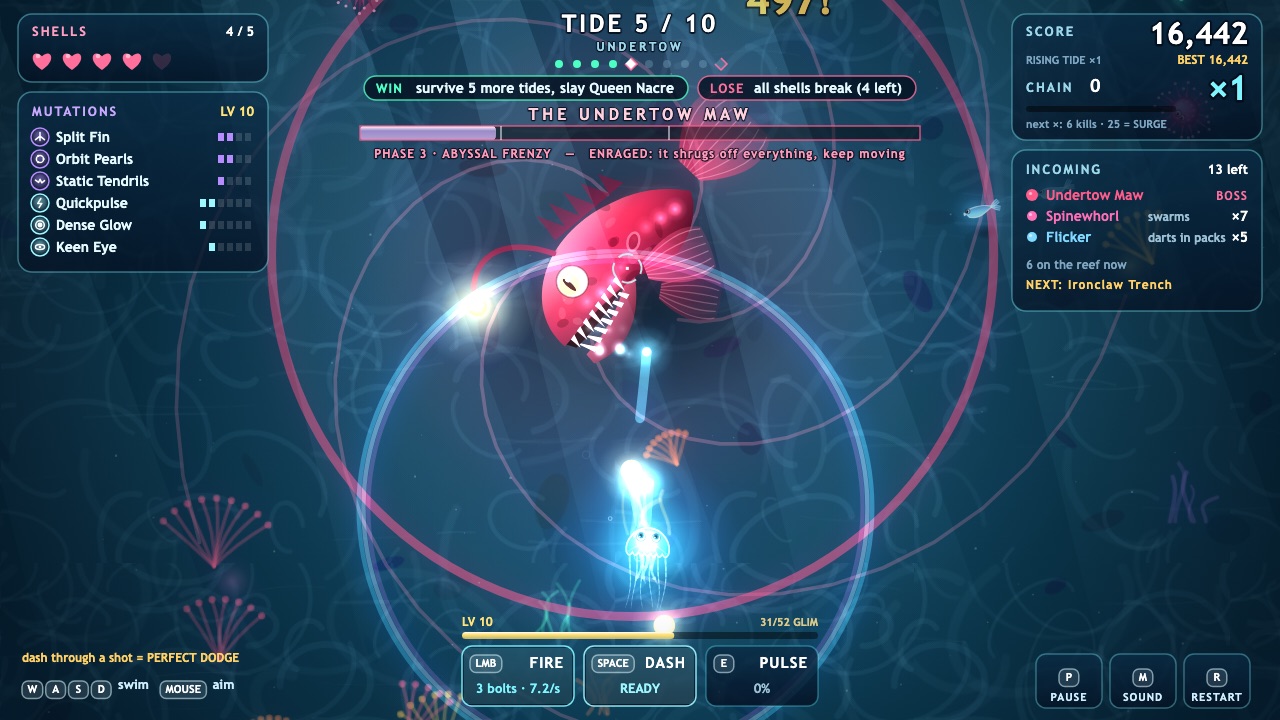 SHELLS 4 / 5
MUTATIONS LV 10
Split Fin
Orbit Pearls
Static Tendrils
Quickpulse
Dense Glow
Keen Eye
497!
TIDE 5 / 10
UNDERTOW
WIN survive 5 more tides, slay Queen Nacre
LOSE all shells break (4 left)
THE UNDERTOW MAW
PHASE 3 · ABYSSAL FRENZY — ENRAGED: it shrugs off everything, keep moving
SCORE 16,442
RISING TIDE ×1 BEST 16,442
CHAIN 0 ×1
next ×: 6 kills · 25 = SURGE
INCOMING 13 left
Undertow Maw BOSS
Spinewhorl swarms ×7
Flicker darts in packs ×5
6 on the reef now
NEXT: Ironclaw Trench
dash through a shot = PERFECT DODGE
W A S D swim MOUSE aim
LV 10 31/52 GLIM
LMB FIRE
3 bolts · 7.2/s
SPACE DASH
READY
E PULSE
0%
P PAUSE
M SOUND
R RESTART